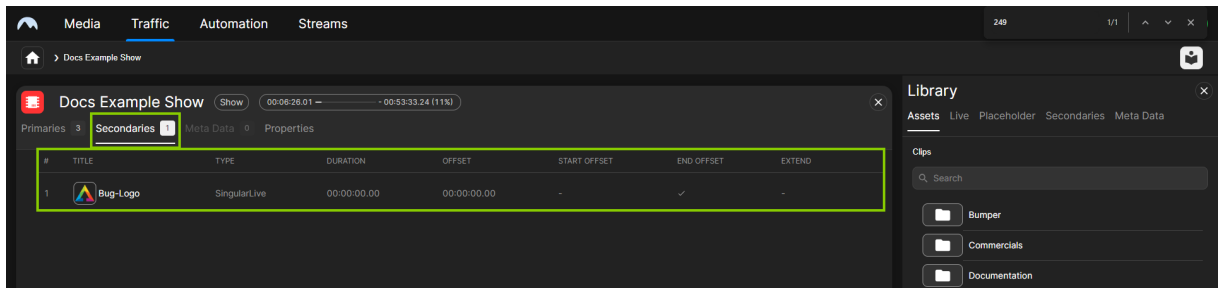 Media Traffic Automation Streams
249 1/1
Docs Example Show
Docs Example Show Show 00:06:26.01 - 00:53:33.24 (11%)
Primaries 3 Secondaries 1 Meta Data 0 Properties
# TITLE TYPE DURATION OFFSET START OFFSET END OFFSET EXTEND
1 Bug-Logo SingularLive 00:00:00.00 00:00:00.00 - ✓ -
Library
Assets Live Placeholder Secondaries Meta Data
Clips
Search
Bumper
Commercials
Documentation